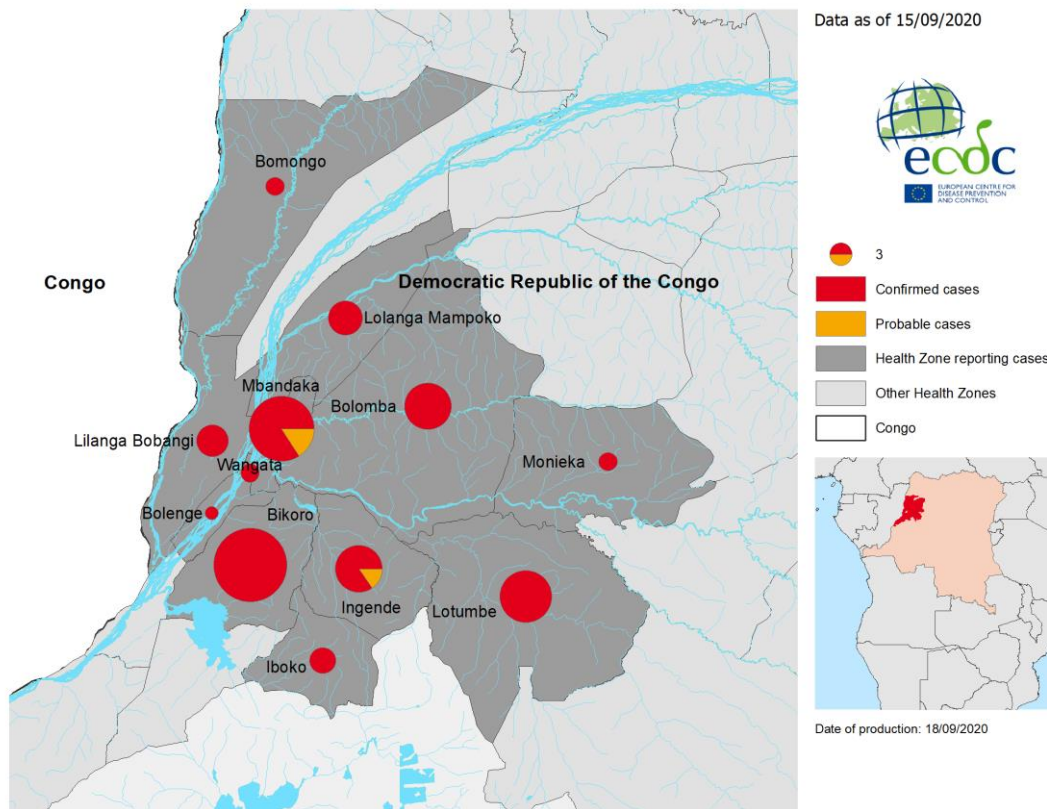 Data as of 15/09/2020
ecdc
EUROPEAN CENTRE FOR
DISEASE PREVENTION
AND CONTROL
Bomongo
Congo
Democratic Republic of the Congo
Lolanga Mampoko
Mbandaka
Bolomba
Lilanga Bobangi
Wangata
Monieka
Bolenge
Bikoro
Ingende
Lotumbe
Iboko
3
Confirmed cases
Probable cases
Health Zone reporting cases
Other Health Zones
Congo
Date of production: 18/09/2020